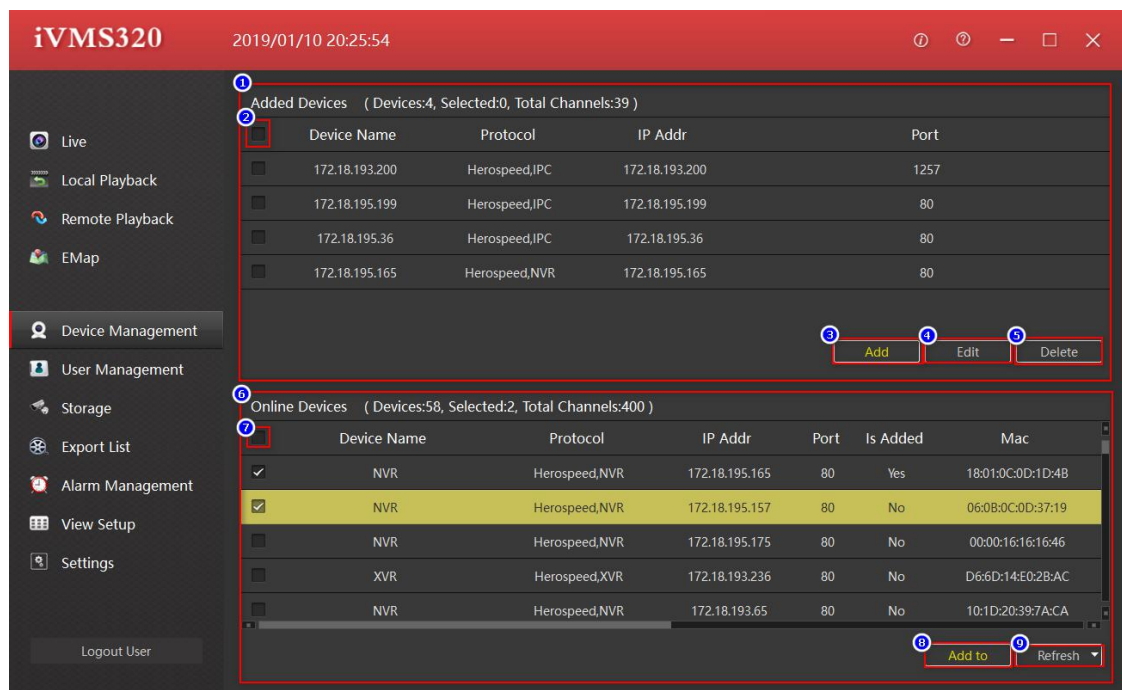 iVMS320 2019/01/10 20:25:54
1
Added Devices ( Devices:4, Selected:0, Total Channels:39 )
2
Device Name Protocol IP Addr Port
172.18.193.200 Herospeed,IPC 172.18.193.200 1257
172.18.195.199 Herospeed,IPC 172.18.195.199 80
172.18.195.36 Herospeed,IPC 172.18.195.36 80
172.18.195.165 Herospeed,NVR 172.18.195.165 80
3 4 5
Add Edit Delete
6
Online Devices ( Devices:58, Selected:2, Total Channels:400 )
7
Device Name Protocol IP Addr Port Is Added Mac
NVR Herospeed,NVR 172.18.195.165 80 Yes 18:01:0C:0D:1D:4B
NVR Herospeed,NVR 172.18.195.157 80 No 06:0B:0C:0D:37:19
NVR Herospeed,NVR 172.18.195.175 80 No 00:00:16:16:16:46
XVR Herospeed,XVR 172.18.193.236 80 No D6:6D:14:E0:2B:AC
NVR Herospeed,NVR 172.18.193.65 80 No 10:1D:20:39:7A:CA
8 9
Add to Refresh
Live
Local Playback
Remote Playback
EMap
Device Management
User Management
Storage
Export List
Alarm Management
View Setup
Settings
Logout User